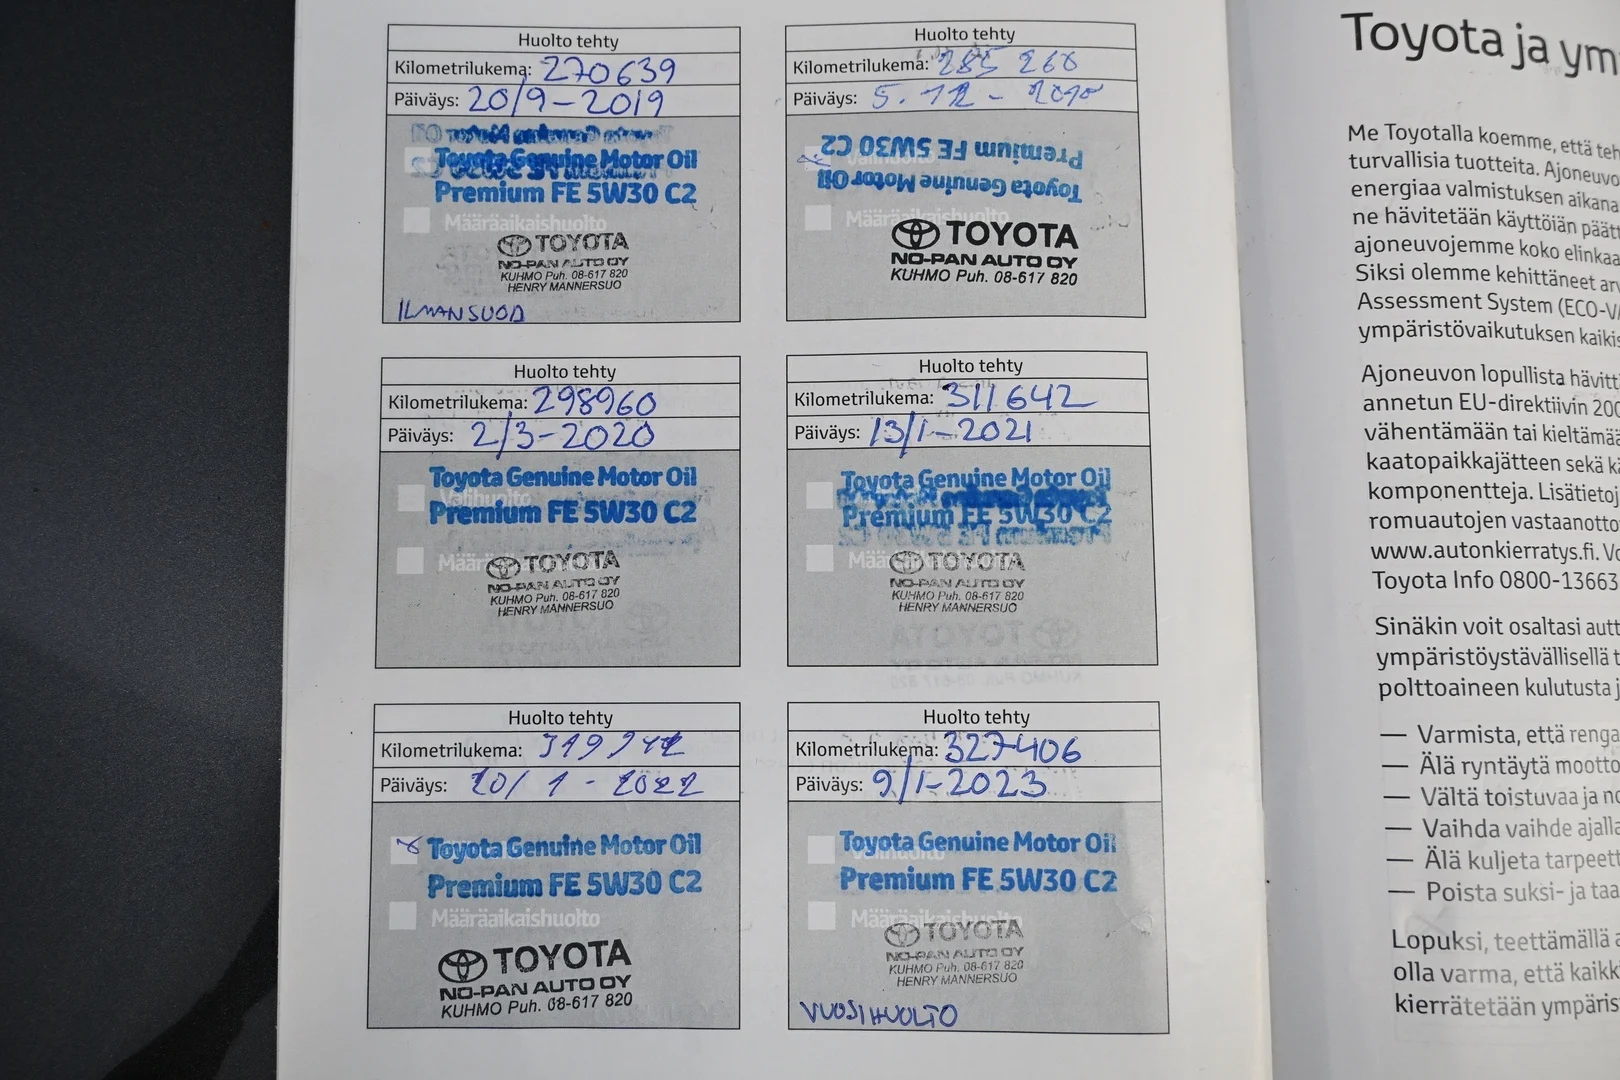 Huolto tehty
Kilometrilukema: 270639
Päiväys: 20/9-2019
Toyota Genuine Motor Oil
Premium FE 5W30 C2
Määräaikaishuolto
TOYOTA
NO-PAN AUTO OY
KUHMO Puh. 08-617 820
HENRY MANNERSUO
ILMANSUOD
Huolto tehty
Kilometrilukema: 285 260
Päiväys: 5.12-
Premium FE 5W30 C2
Toyota Genuine Motor Oil
Välihuolto
Määräaikaishuolto
TOYOTA
NO-PAN AUTO OY
KUHMO Puh. 08-617 820
Huolto tehty
Kilometrilukema: 298960
Päiväys: 2/3-2020
Toyota Genuine Motor Oil
Välihuolto
Premium FE 5W30 C2
TOYOTA
NO-PAN AUTO OY
KUHMO Puh. 08-617 820
HENRY MANNERSUO
Huolto tehty
Kilometrilukema: 311642
Päiväys: 13/1-2021
Toyota Genuine Motor Oil
Premium FE 5W30 C2
TOYOTA
NO-PAN AUTO OY
KUHMO Puh. 08-617 820
HENRY MANNERSUO
Huolto tehty
Kilometrilukema:
Päiväys: 20/1-2022
Toyota Genuine Motor Oil
Premium FE 5W30 C2
Määräaikaishuolto
TOYOTA
NO-PAN AUTO OY
KUHMO Puh. 08-617 820
Huolto tehty
Kilometrilukema: 327406
Päiväys: 9/1-2023
Toyota Genuine Motor Oil
Premium FE 5W30 C2
Määräaikaishuolto
TOYOTA
NO-PAN AUTO OY
KUHMO Puh. 08-617 820
HENRY MANNERSUO
VUOSIHUOLTO
Toyota ja ym
Me Toyotalla koemme, että teh
turvallisia tuotteita. Ajoneuvo
energiaa valmistuksen aikana
ne hävitetään käyttöiän päätt
ajoneuvojemme koko elinkaa
Siksi olemme kehittäneet arv
Assessment System (ECO-VA
ympäristövaikutuksen kaikis
Ajoneuvon lopullista hävitti
annetun EU-direktiivin 200
vähentämään tai kieltämää
kaatopaikkajätteen sekä kä
komponentteja. Lisätietoj
romuautojen vastaanotto
www.autonkierratys.fi. Vo
Toyota Info 0800-13663
Sinäkin voit osaltasi autt
ympäristöystävällisellä t
polttoaineen kulutusta j
— Varmista, että renga
— Älä ryntäytä mootto
— Vältä toistuvaa ja no
— Vaihda vaihde ajalla
— Älä kuljeta tarpeett
— Poista suksi- ja taa
Lopuksi, teettämällä a
olla varma, että kaikki
kierrätetään ympäris